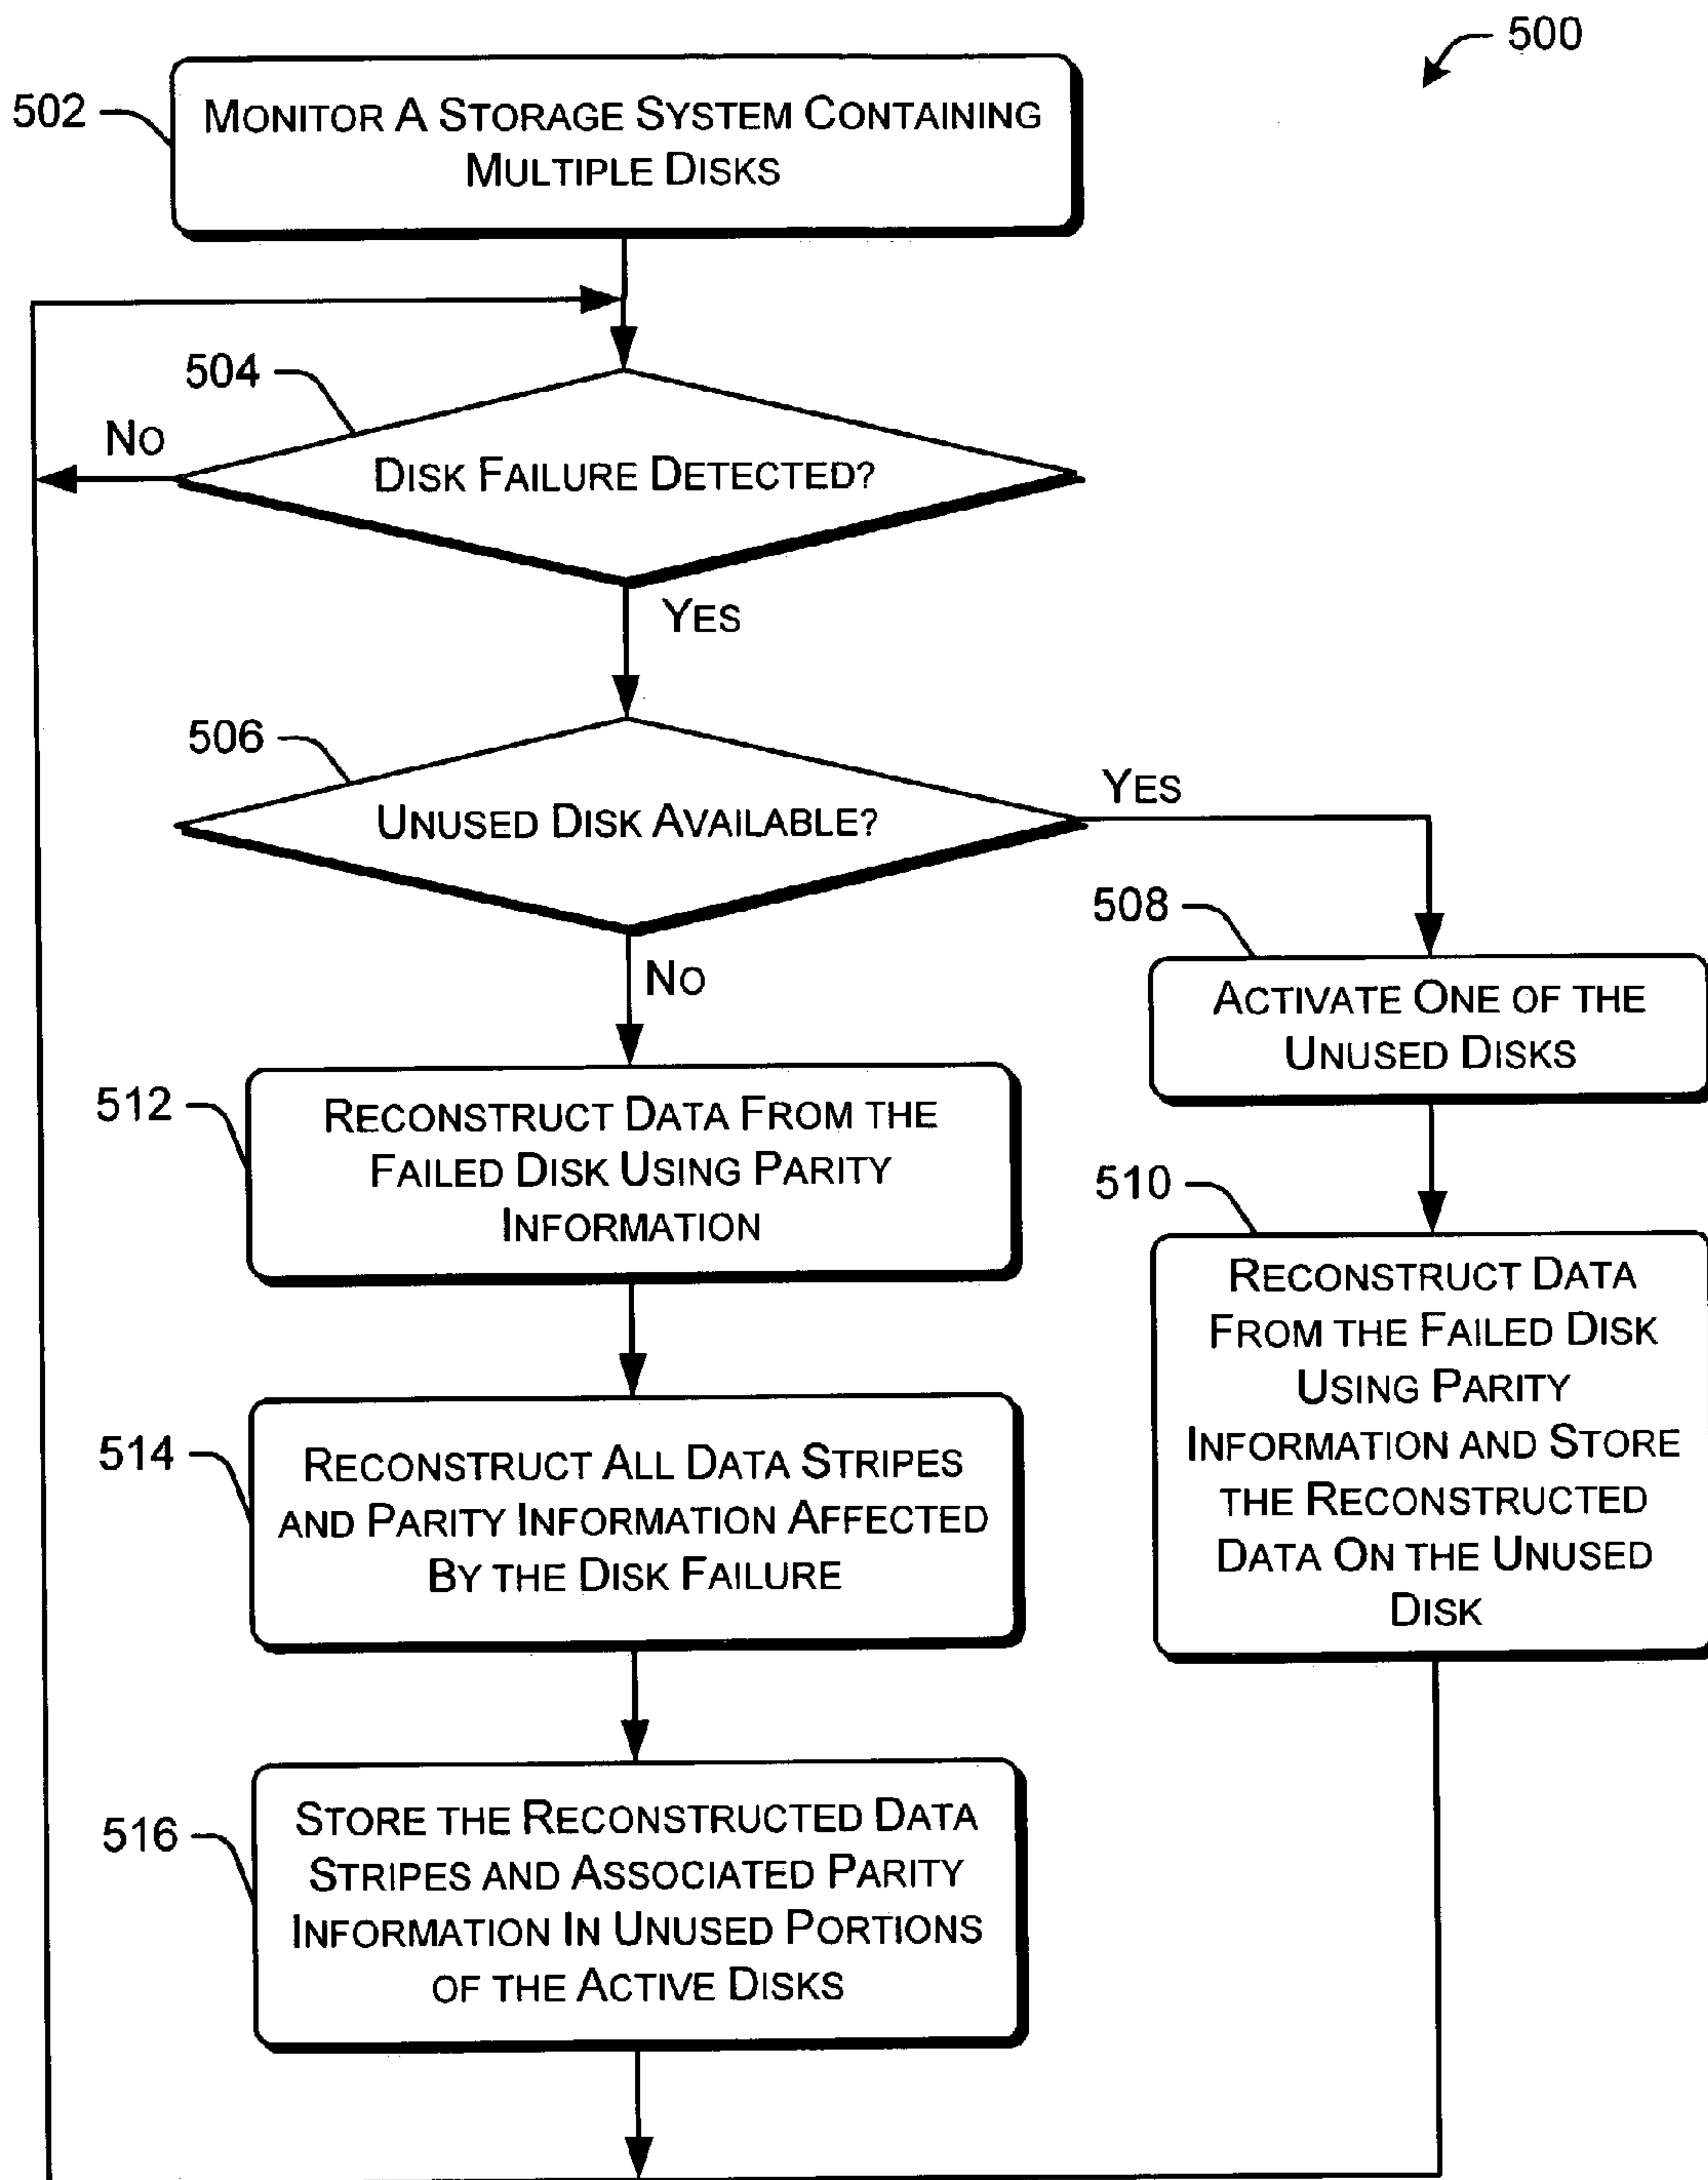 500
502
MONITOR A STORAGE SYSTEM CONTAINING
MULTIPLE DISKS
504
NO
DISK FAILURE DETECTED?
YES
506
UNUSED DISK AVAILABLE?
YES
NO
508
ACTIVATE ONE OF THE
UNUSED DISKS
512
RECONSTRUCT DATA FROM THE
FAILED DISK USING PARITY
INFORMATION
510
RECONSTRUCT DATA
FROM THE FAILED DISK
USING PARITY
INFORMATION AND STORE
THE RECONSTRUCTED
DATA ON THE UNUSED
DISK
514
RECONSTRUCT ALL DATA STRIPES
AND PARITY INFORMATION AFFECTED
BY THE DISK FAILURE
516
STORE THE RECONSTRUCTED DATA
STRIPES AND ASSOCIATED PARITY
INFORMATION IN UNUSED PORTIONS
OF THE ACTIVE DISKS